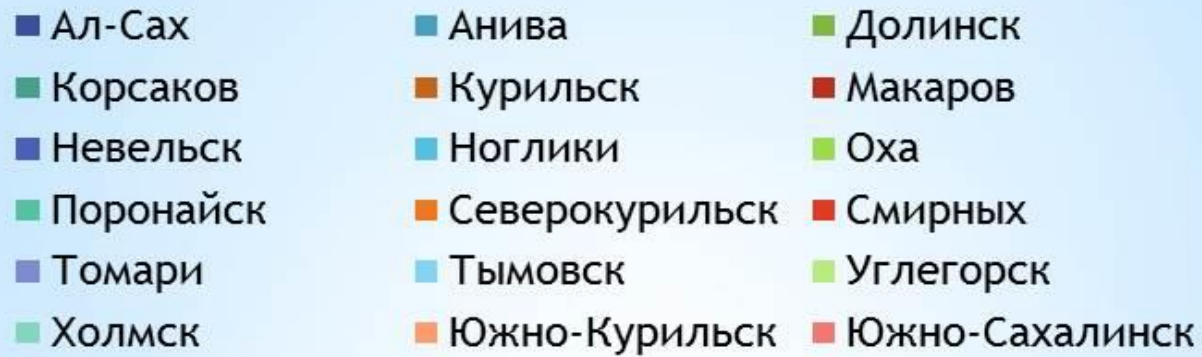 Ал-Сах Анива Долинск
Корсаков Курильск Макаров
Невельск Ноглики Оха
Поронайск Северокурильск Смирных
Томари Тымовск Углегорск
Холмск Южно-Курильск Южно-Сахалинск